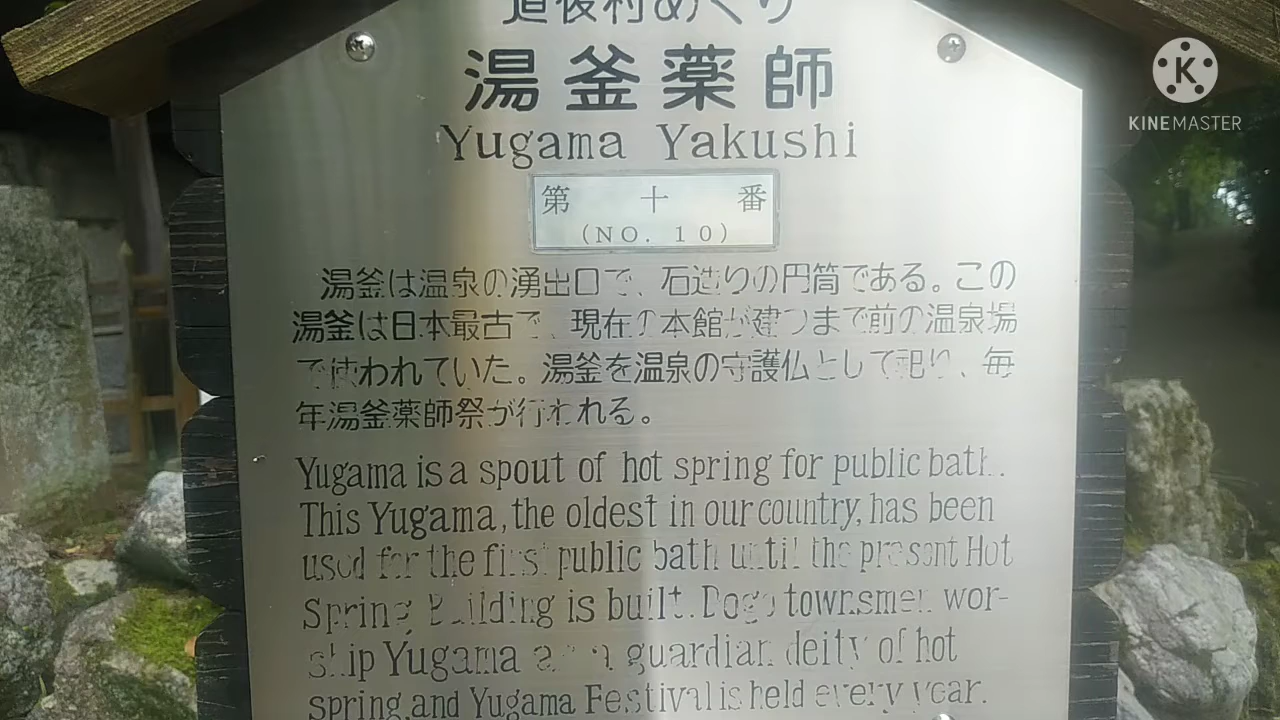 道後村めぐり
湯釜薬師
Yugama Yakushi
第十番
(NO. 10)
湯釜は温泉の湧出口で、石造りの円筒である。この
湯釜は日本最古で、現在の本館が建つまで前の温泉場
で使われていた。湯釜を温泉の守護仏として祀り、毎
年湯釜薬師祭が行われる。
Yugama is a spout of hot spring for public bath.
This Yugama, the oldest in our country, has been
used for the first public bath until the present Hot
Spring Building is built. Dogo townsmen wor-
ship Yugama as a guardian deity of hot
spring, and Yugama Festival is held every year.
KINEMASTER